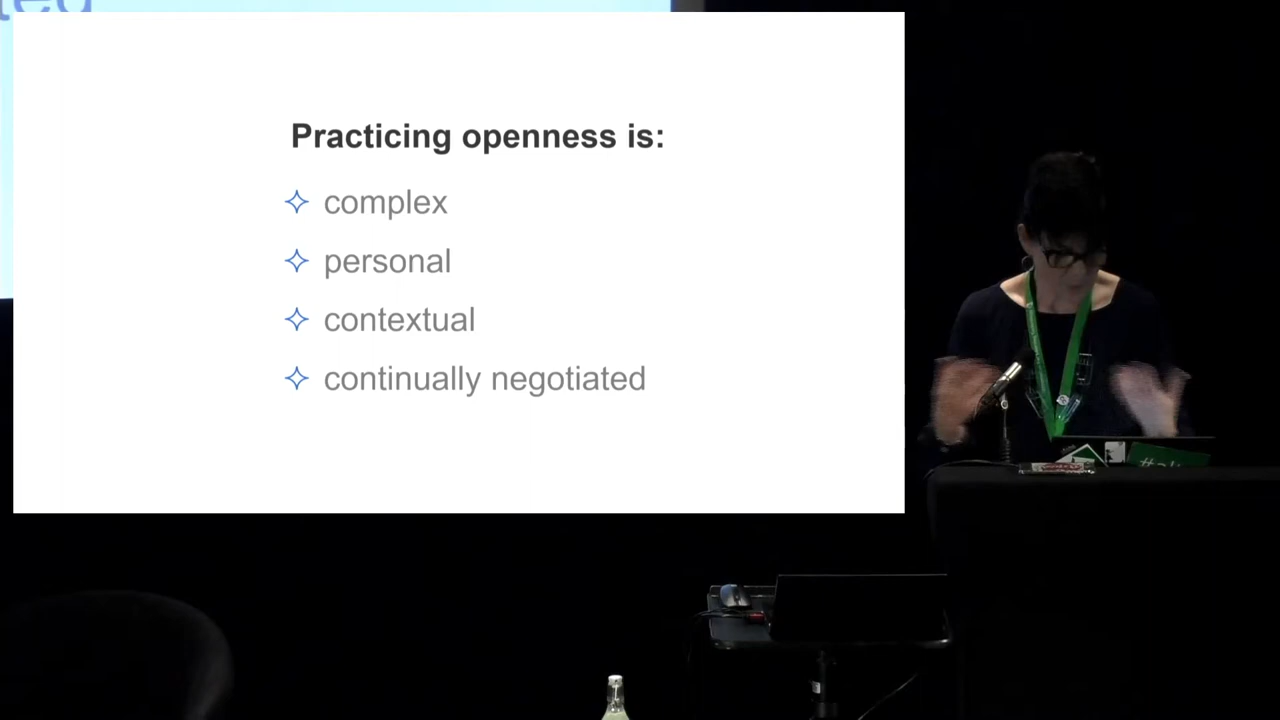 Practicing openness is:
complex
personal
contextual
continually negotiated